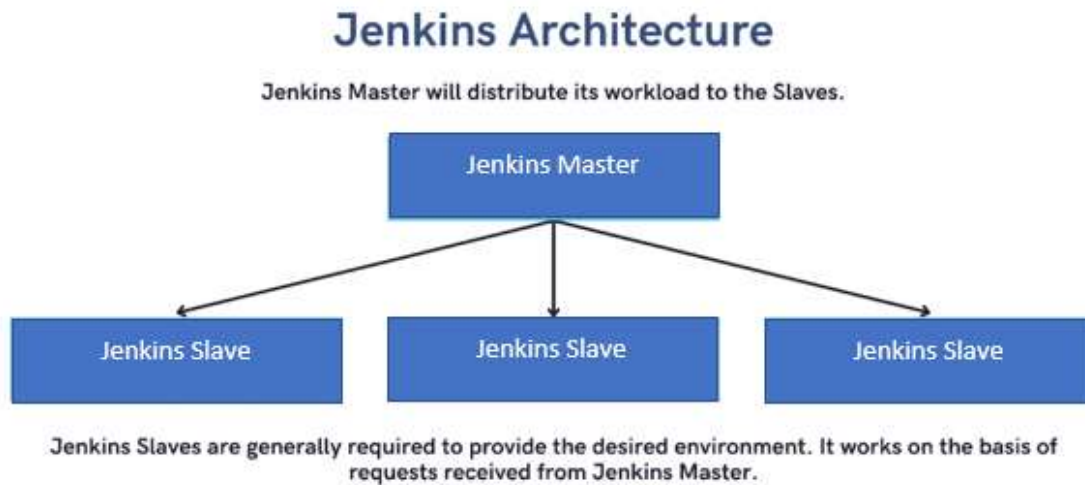 Jenkins Architecture
Jenkins Master will distribute its workload to the Slaves.
Jenkins Master
Jenkins Slave
Jenkins Slave
Jenkins Slave
Jenkins Slaves are generally required to provide the desired environment. It works on the basis of
requests received from Jenkins Master.